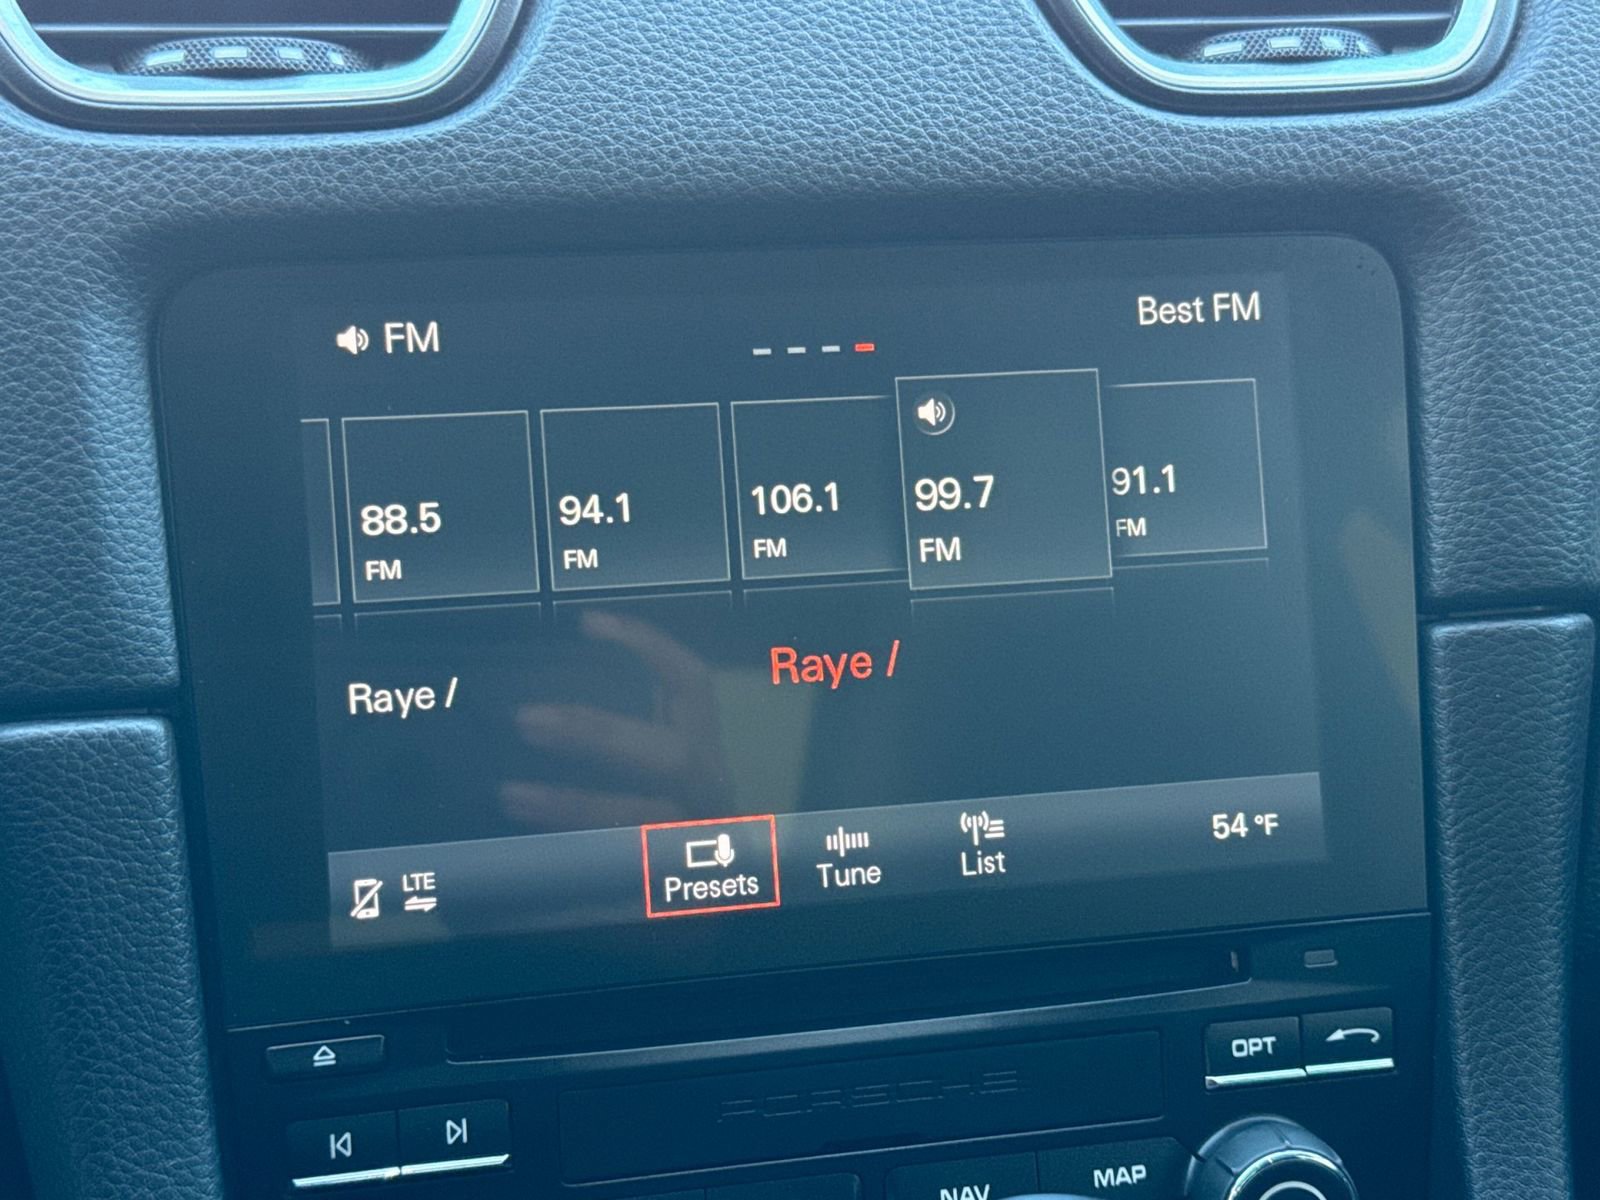 FM
Best FM
88.5
FM
94.1
FM
106.1
FM
99.7
FM
91.1
FM
Raye /
Raye /
LTE
Presets
Tune
List
54 °F
OPT
PORSCHE
NAV
MAP